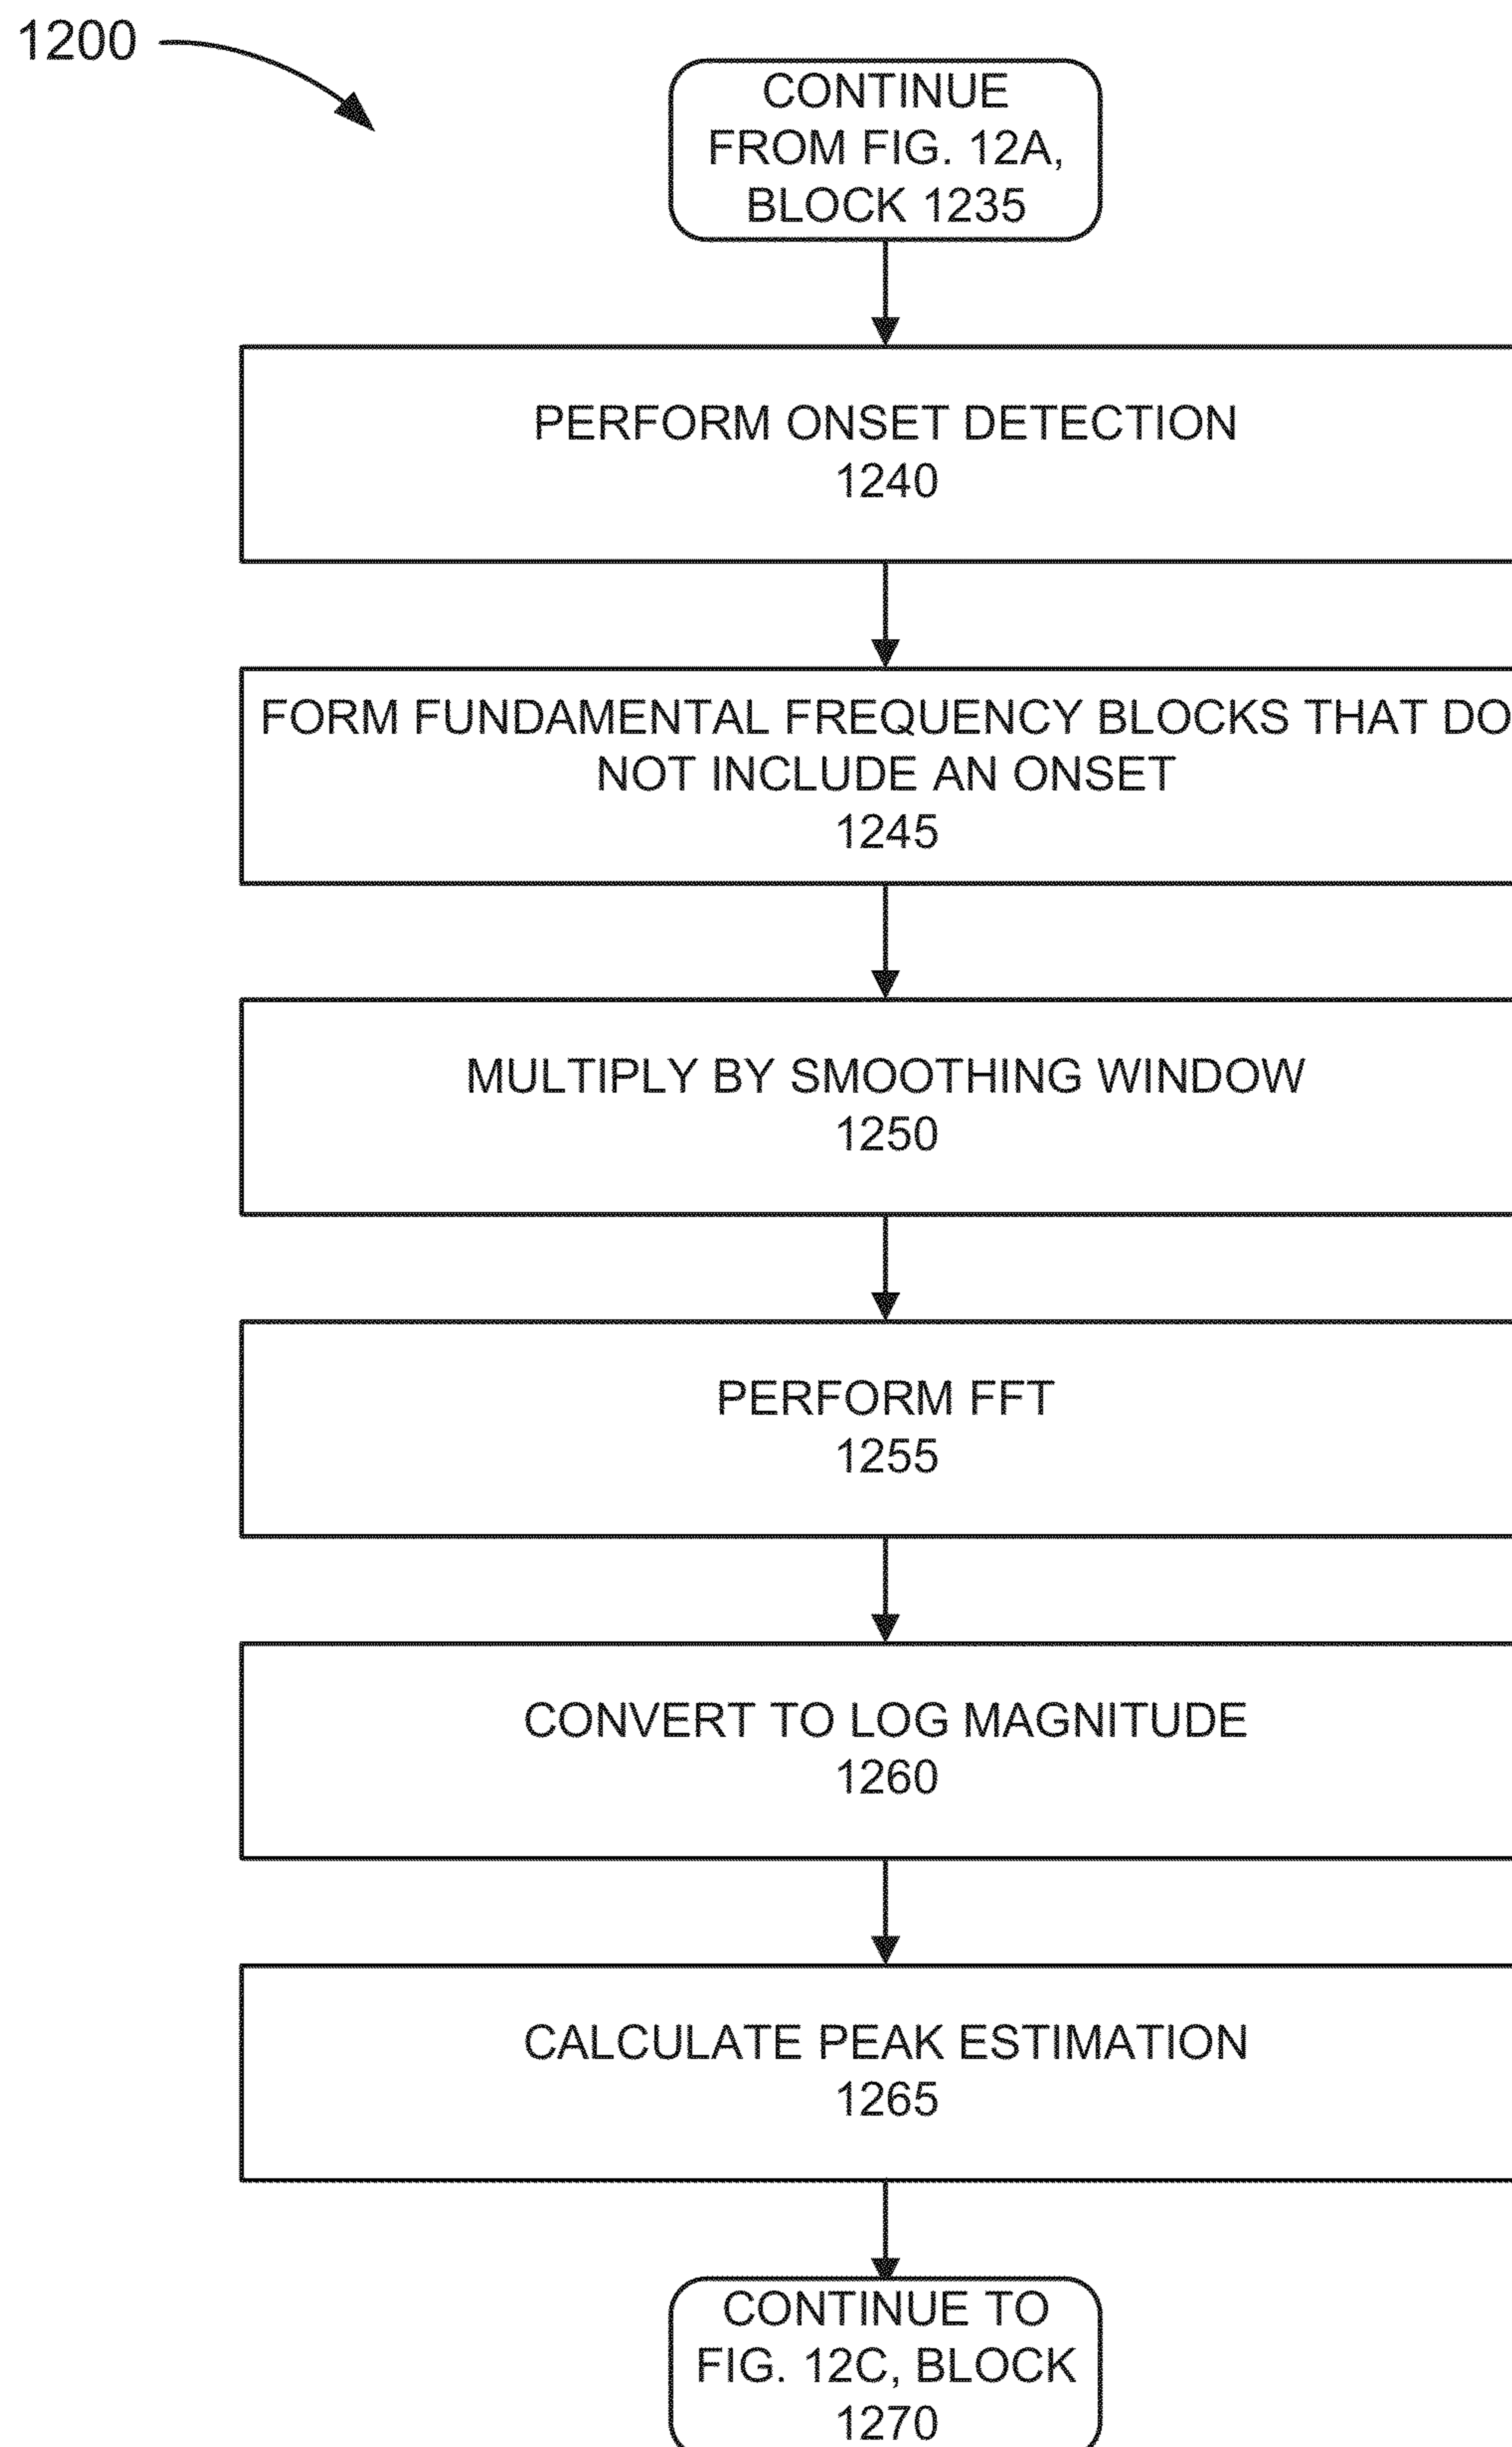 1200
CONTINUE
FROM FIG. 12A,
BLOCK 1235
PERFORM ONSET DETECTION
1240
FORM FUNDAMENTAL FREQUENCY BLOCKS THAT DO
NOT INCLUDE AN ONSET
1245
MULTIPLY BY SMOOTHING WINDOW
1250
PERFORM FFT
1255
CONVERT TO LOG MAGNITUDE
1260
CALCULATE PEAK ESTIMATION
1265
CONTINUE TO
FIG. 12C, BLOCK
1270